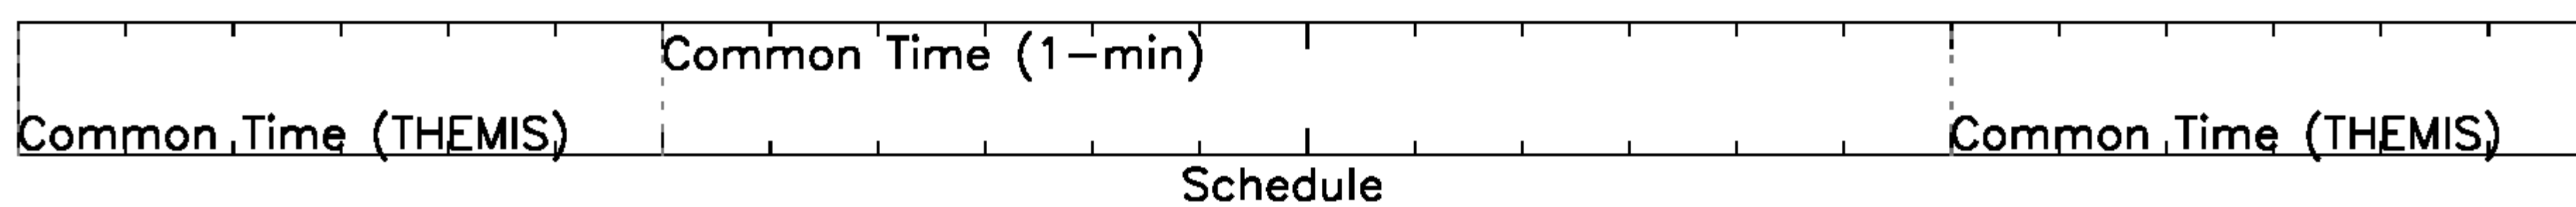 Common Time (1-min)
Common Time (THEMIS)
Common Time (THEMIS)
Schedule